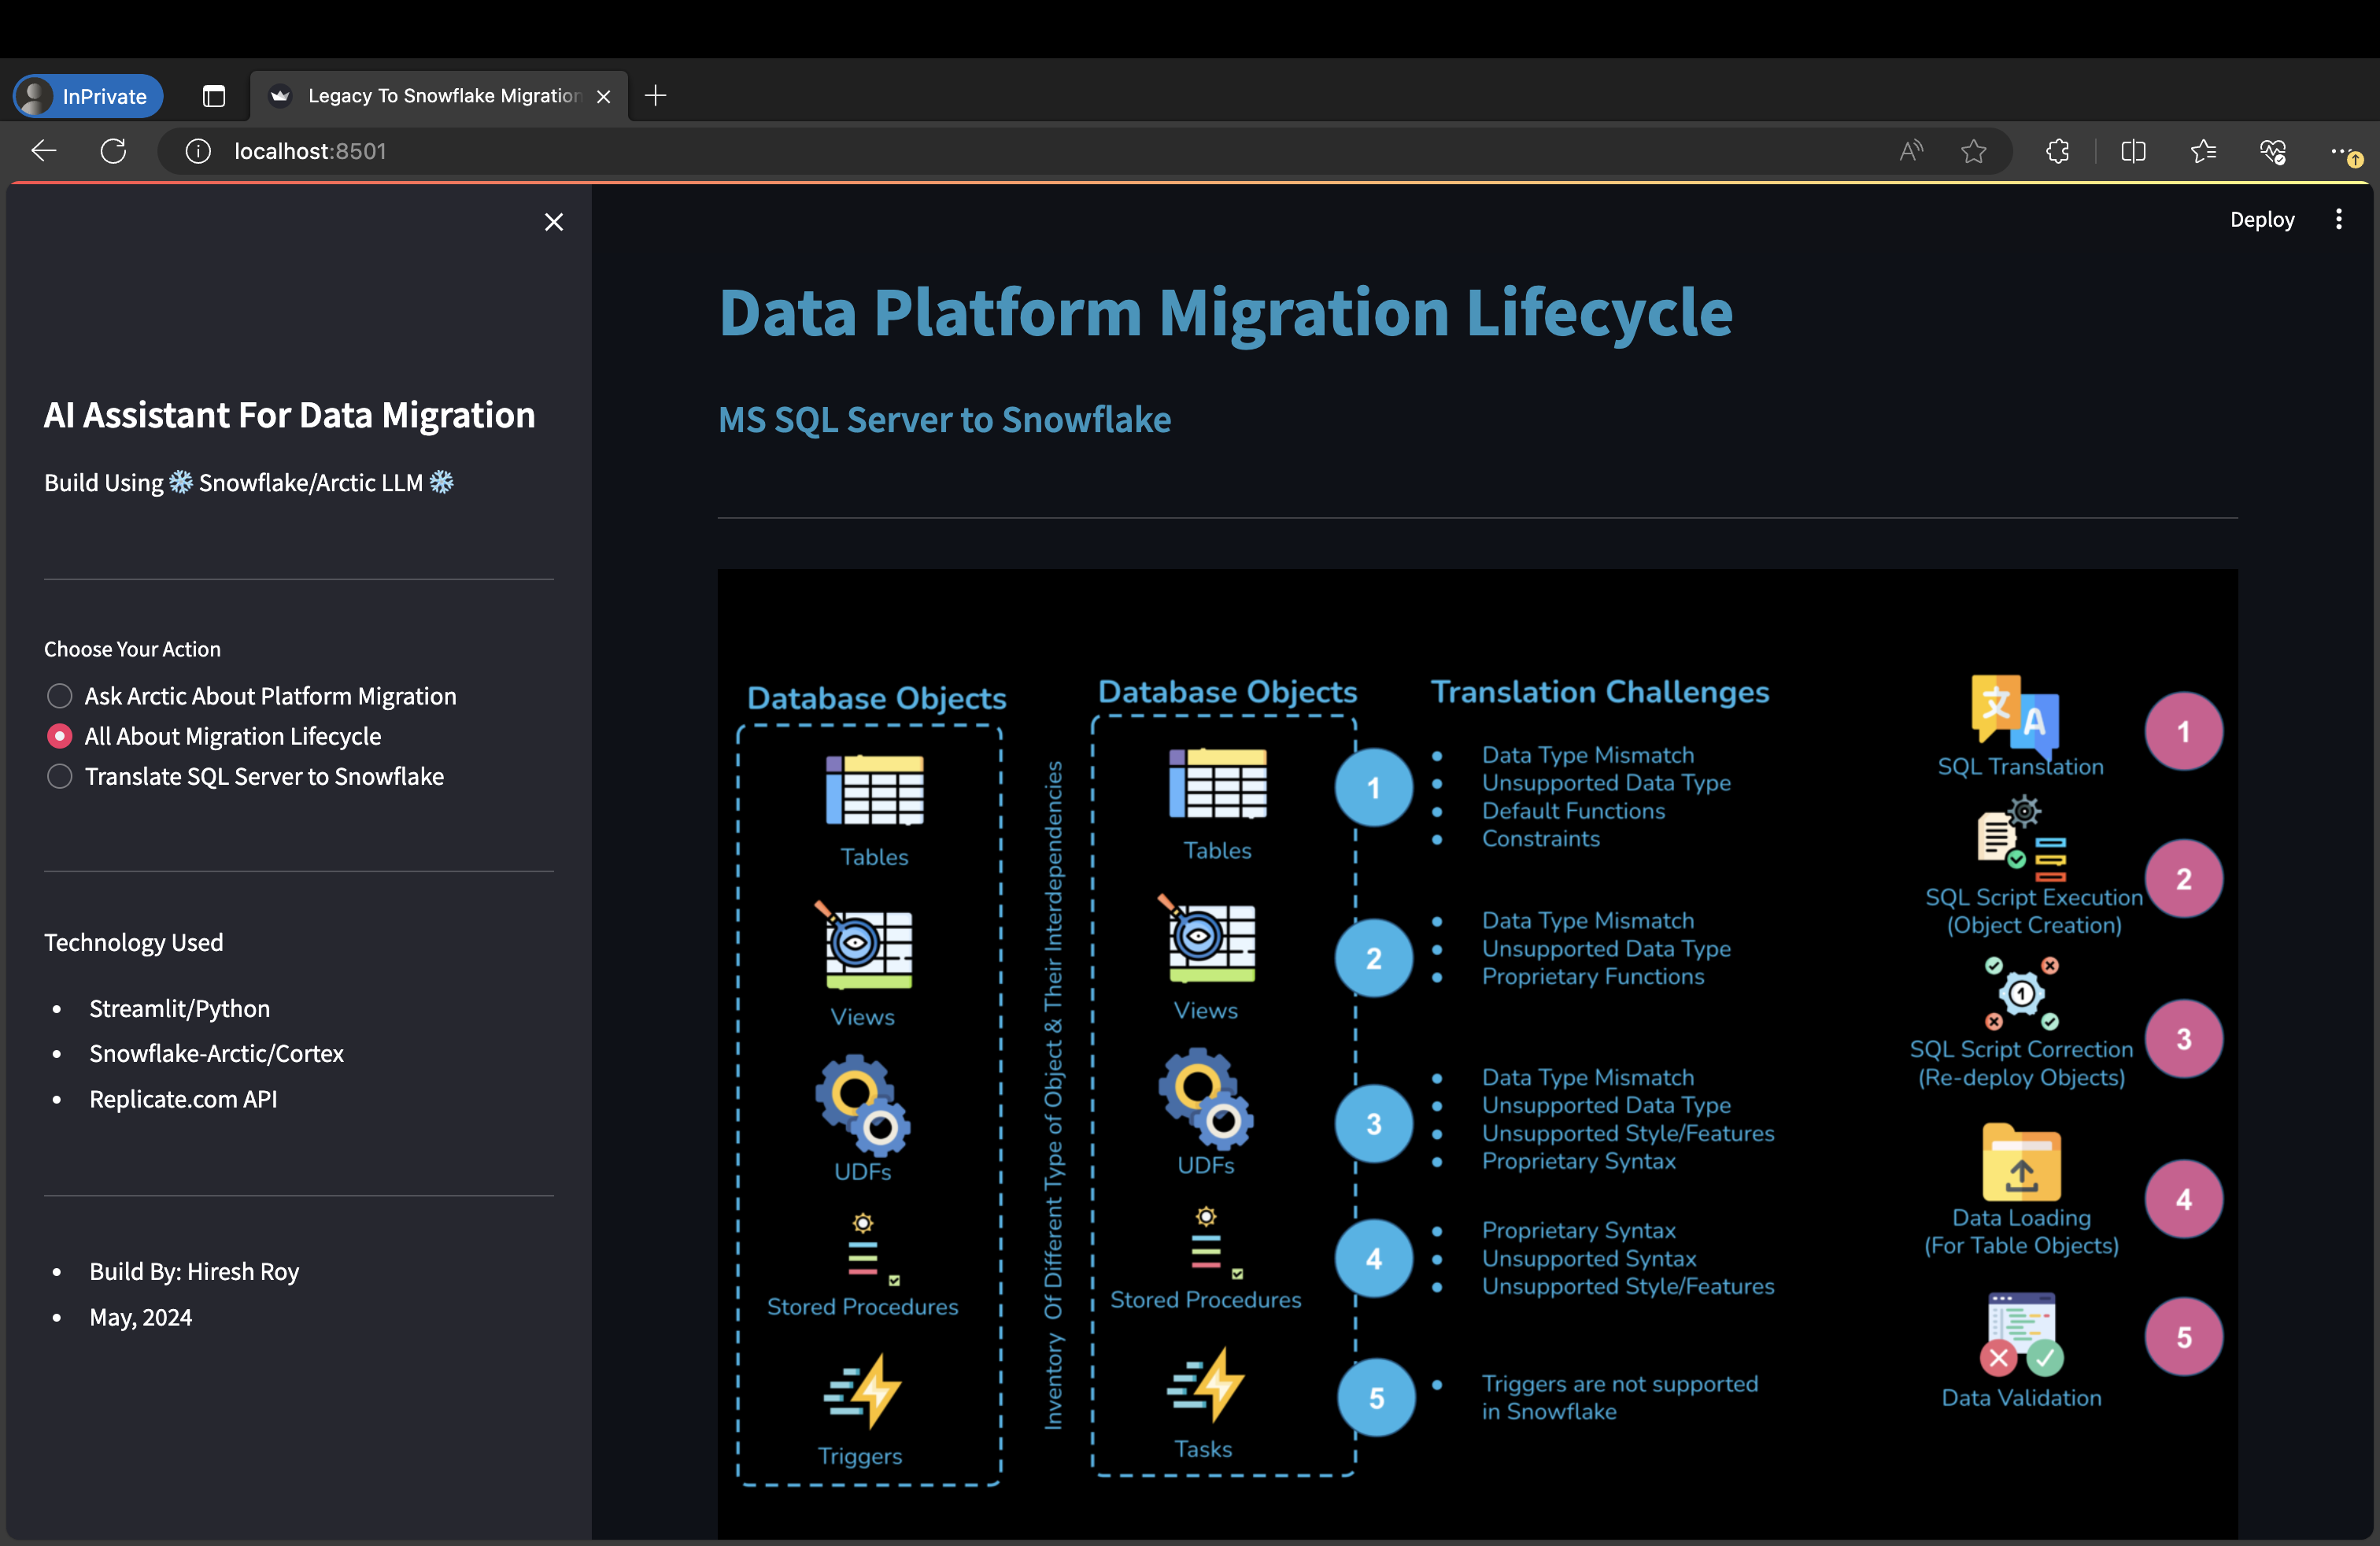 InPrivate
Legacy To Snowflake Migration
localhost:8501
Deploy
AI Assistant For Data Migration
Build Using ❄️ Snowflake/Arctic LLM ❄️
Choose Your Action
Ask Arctic About Platform Migration
All About Migration Lifecycle
Translate SQL Server to Snowflake
Technology Used
• Streamlit/Python
• Snowflake-Arctic/Cortex
• Replicate.com API
• Build By: Hiresh Roy
• May, 2024
Data Platform Migration Lifecycle
MS SQL Server to Snowflake
Database Objects
Tables
Views
UDFs
Stored Procedures
Triggers
Inventory Of Different Type of Object & Their Interdependencies
Database Objects
Tables
Views
UDFs
Stored Procedures
Tasks
Translation Challenges
1
• Data Type Mismatch
• Unsupported Data Type
• Default Functions
• Constraints
2
• Data Type Mismatch
• Unsupported Data Type
• Proprietary Functions
3
• Data Type Mismatch
• Unsupported Data Type
• Unsupported Style/Features
• Proprietary Syntax
4
• Proprietary Syntax
• Unsupported Syntax
• Unsupported Style/Features
5
• Triggers are not supported
in Snowflake
文 A
SQL Translation
1
SQL Script Execution
(Object Creation)
2
1
SQL Script Correction
(Re-deploy Objects)
3
Data Loading
(For Table Objects)
4
Data Validation
5